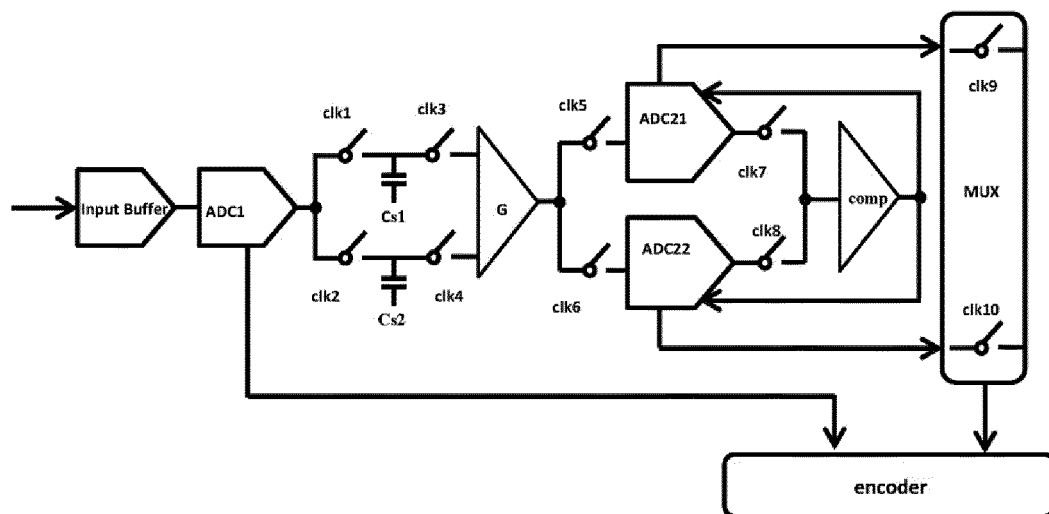 Input Buffer
ADC1
clk1
clk3
Cs1
clk2
clk4
Cs2
G
clk5
clk6
ADC21
clk7
ADC22
clk8
comp
clk9
MUX
clk10
encoder